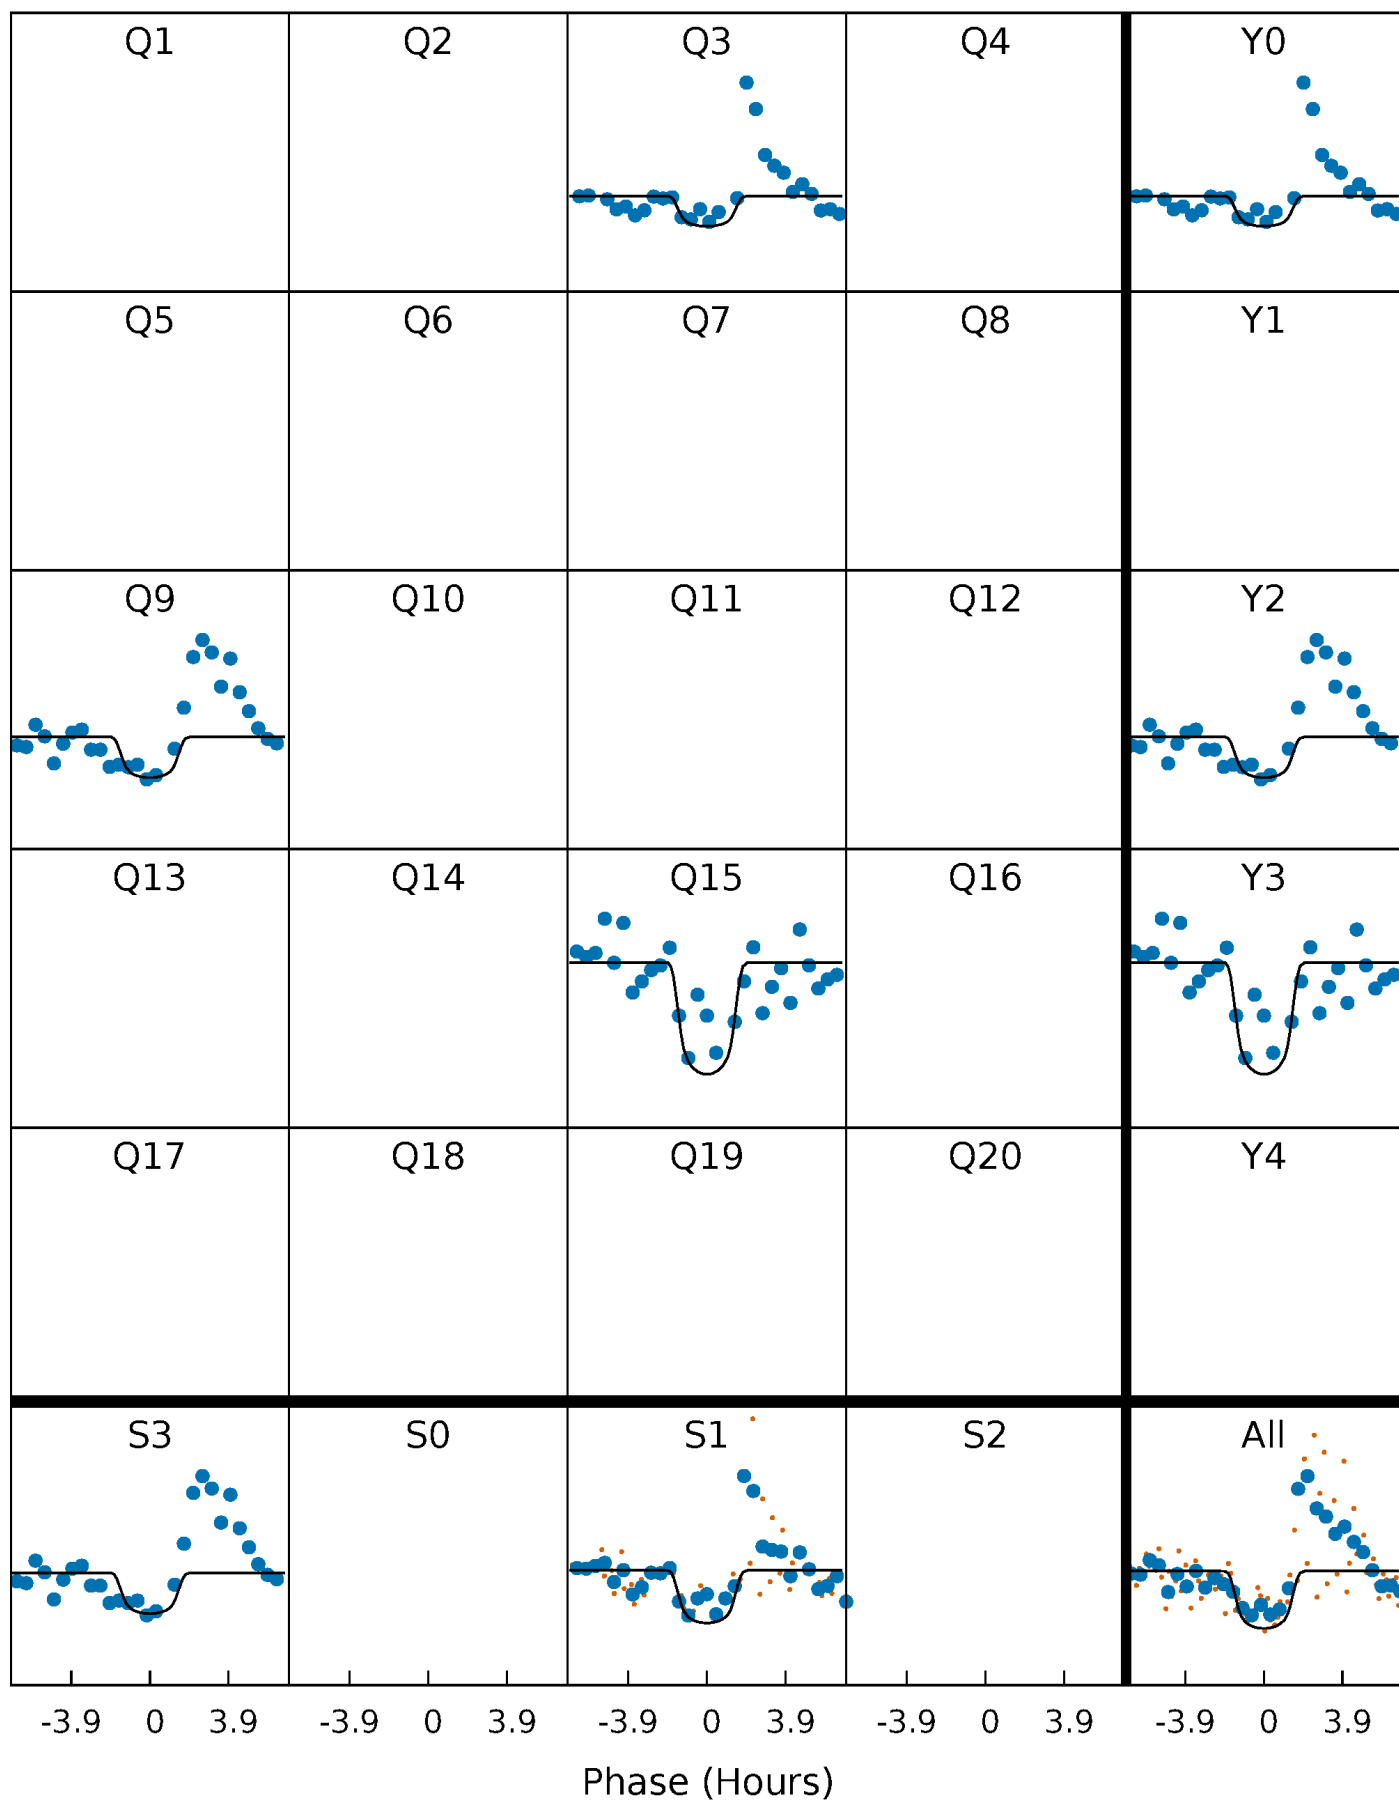 Q1 Q2 Q3 Q4 Y0
Q5 Q6 Q7 Q8 Y1
Q9 Q10 Q11 Q12 Y2
Q13 Q14 Q15 Q16 Y3
Q17 Q18 Q19 Q20 Y4
S3 S0 S1 S2 All
-3.9 0 3.9 -3.9 0 3.9 -3.9 0 3.9 -3.9 0 3.9 -3.9 0 3.9
Phase (Hours)